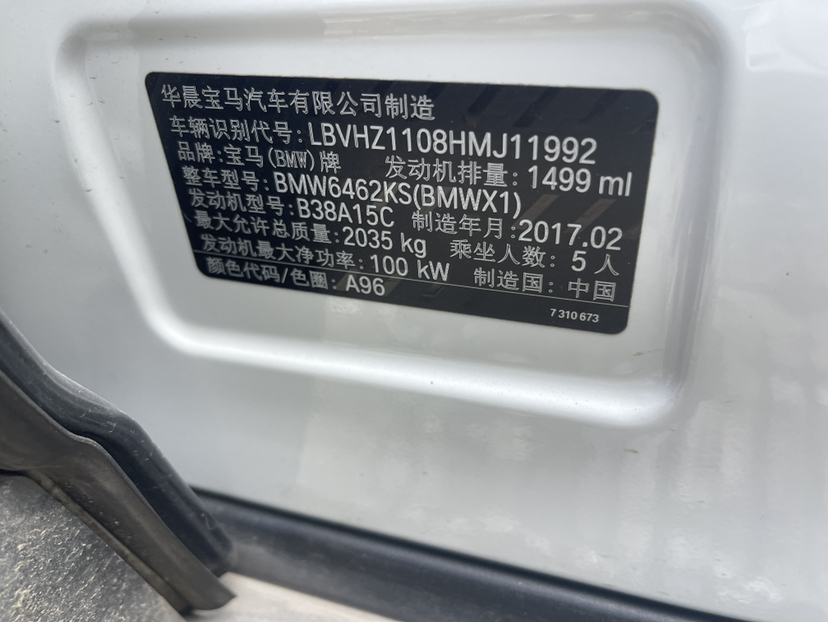 华晨宝马汽车有限公司制造
车辆识别代号: LBVHZ1108HMJ11992
品牌: 宝马(BMW)牌 发动机排量: 1499 ml
整车型号: BMW6462KS(BMWX1)
发动机型号: B38A15C 制造年月: 2017.02
最大允许总质量: 2035 kg 乘坐人数: 5 人
发动机最大净功率: 100 kW 制造国: 中国
颜色代码/色圈: A96
7 310 673